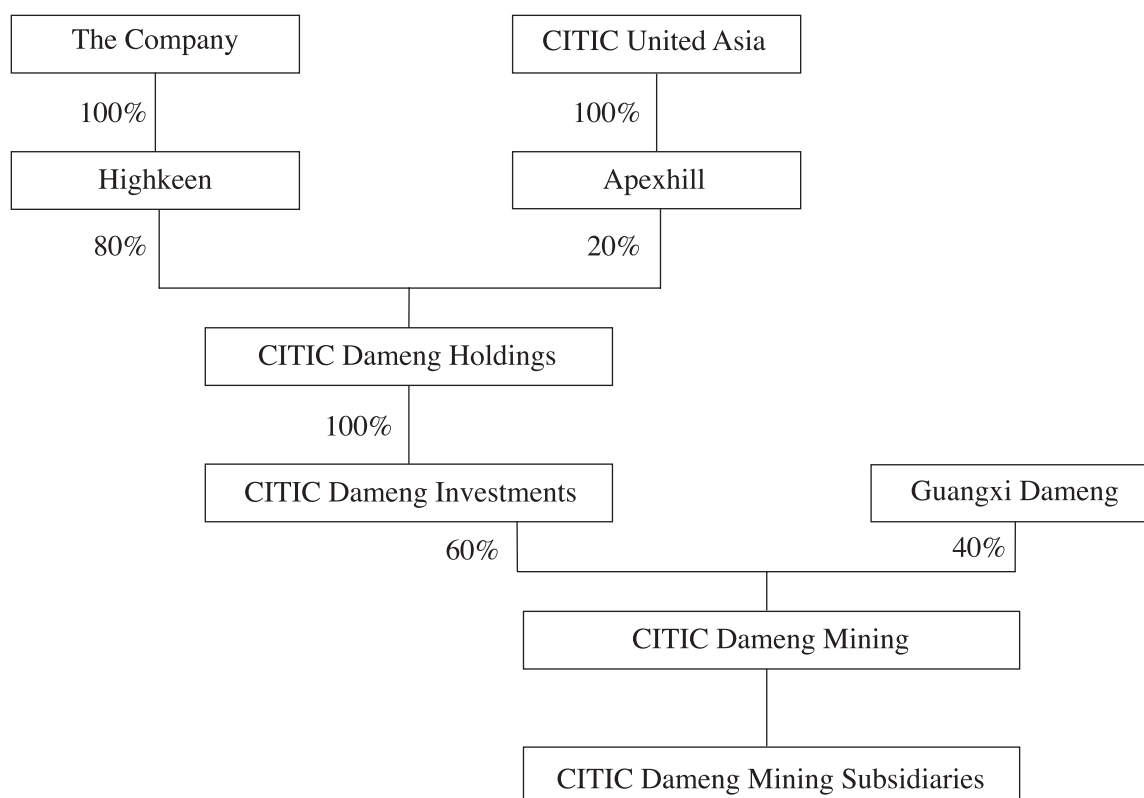 The Company
CITIC United Asia
100%
100%
Highkeen
Apexhill
80%
20%
CITIC Dameng Holdings
100%
CITIC Dameng Investments
Guangxi Dameng
60%
40%
CITIC Dameng Mining
CITIC Dameng Mining Subsidiaries